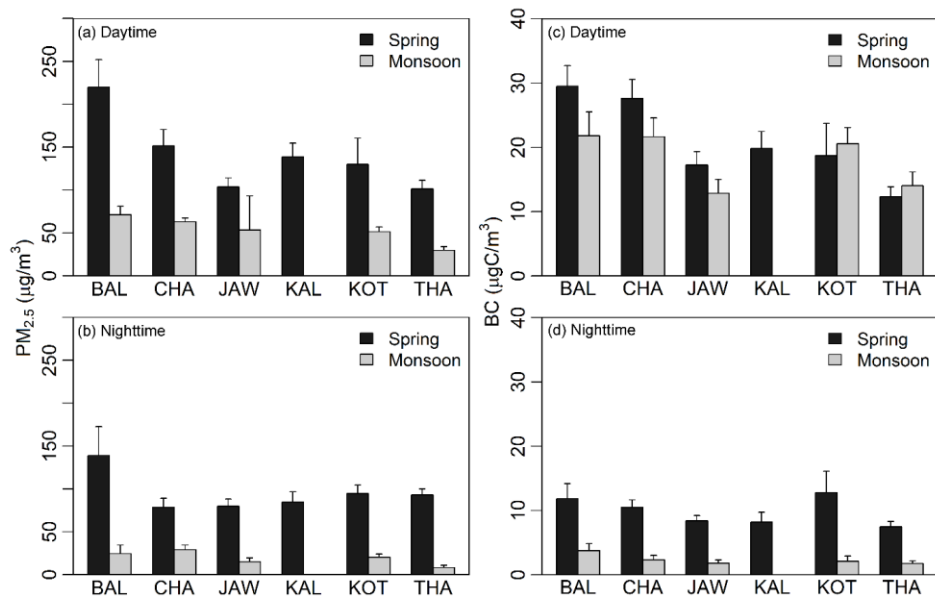 PM2.5 (µg/m³)
(a) Daytime
Spring
Monsoon
250
150
50
0
BAL CHA JAW KAL KOT THA
(b) Nighttime
Spring
Monsoon
250
150
50
0
BAL CHA JAW KAL KOT THA
BC (µgC/m³)
(c) Daytime
Spring
Monsoon
40
30
20
10
0
BAL CHA JAW KAL KOT THA
(d) Nighttime
Spring
Monsoon
40
30
20
10
0
BAL CHA JAW KAL KOT THA